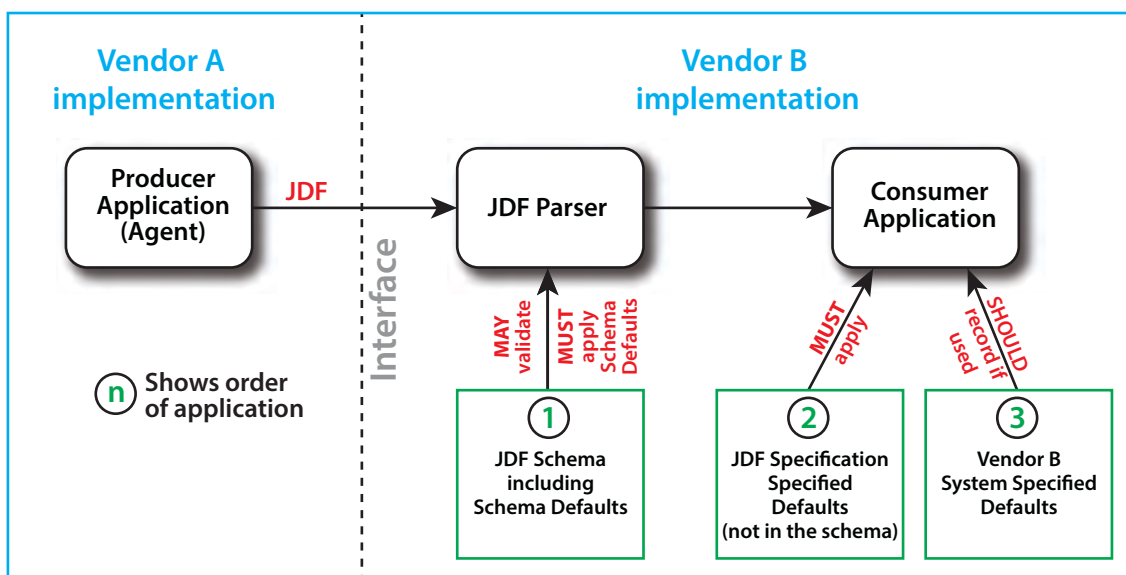 Vendor A
implementation
Vendor B
implementation
Producer
Application
(Agent)
JDF
JDF Parser
Consumer
Application
Interface
MAY
validate
MUST
apply
Schema
Defaults
MUST
apply
SHOULD
record if
used
n
Shows order
of application
1
JDF Schema
including
Schema Defaults
2
JDF Specification
Specified
Defaults
(not in the schema)
3
Vendor B
System Specified
Defaults